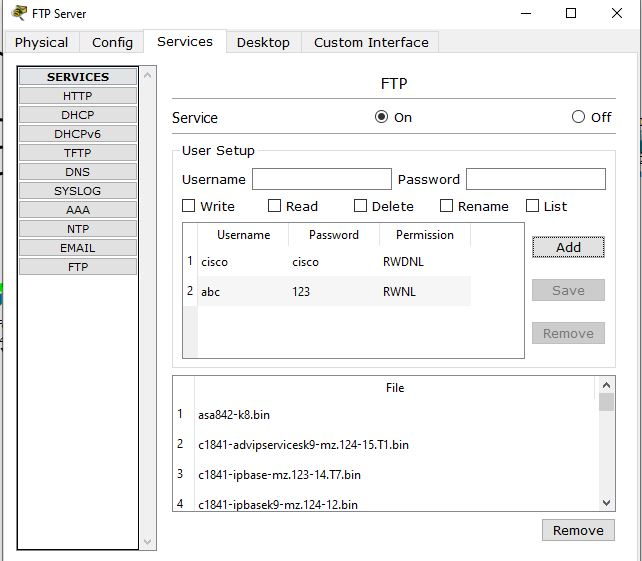 FTP Server
Physical Config Services Desktop Custom Interface
SERVICES
HTTP
DHCP
DHCPv6
TFTP
DNS
SYSLOG
AAA
NTP
EMAIL
FTP
FTP
Service On Off
User Setup
Username Password
Write Read Delete Rename List
Username Password Permission
1 cisco cisco RWDNL
2 abc 123 RWNL
Add
Save
Remove
File
1 asa842-k8.bin
2 c1841-advipservicesk9-mz.124-15.T1.bin
3 c1841-ipbase-mz.123-14.T7.bin
4 c1841-ipbasek9-mz.124-12.bin
Remove